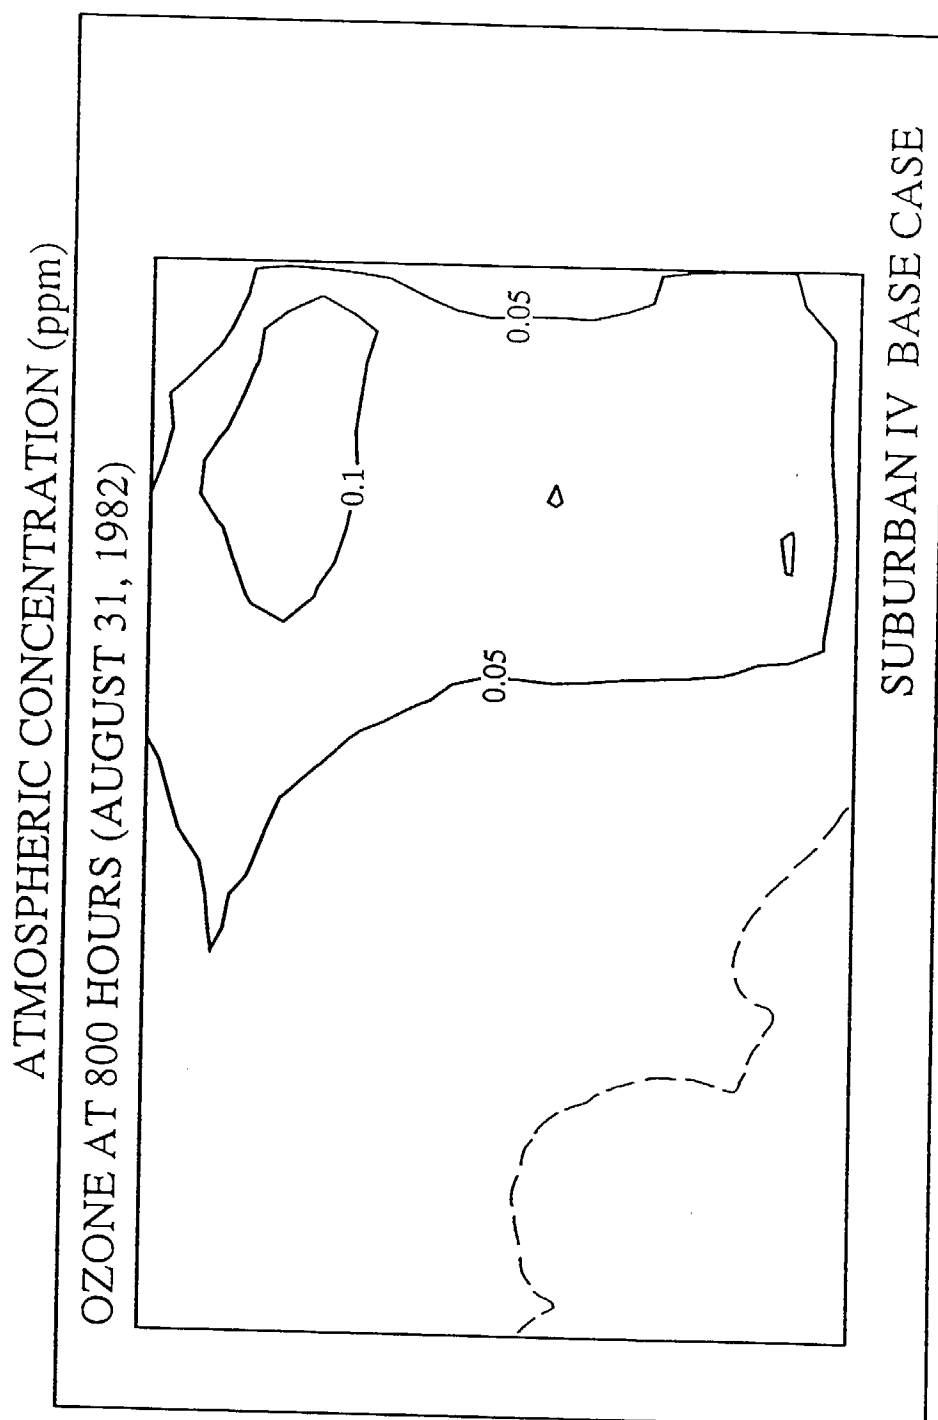 ATMOSPHERIC CONCENTRATION (ppm)
OZONE AT 800 HOURS (AUGUST 31, 1982)
0.05
0.1
0.05
SUBURBAN IV BASE CASE